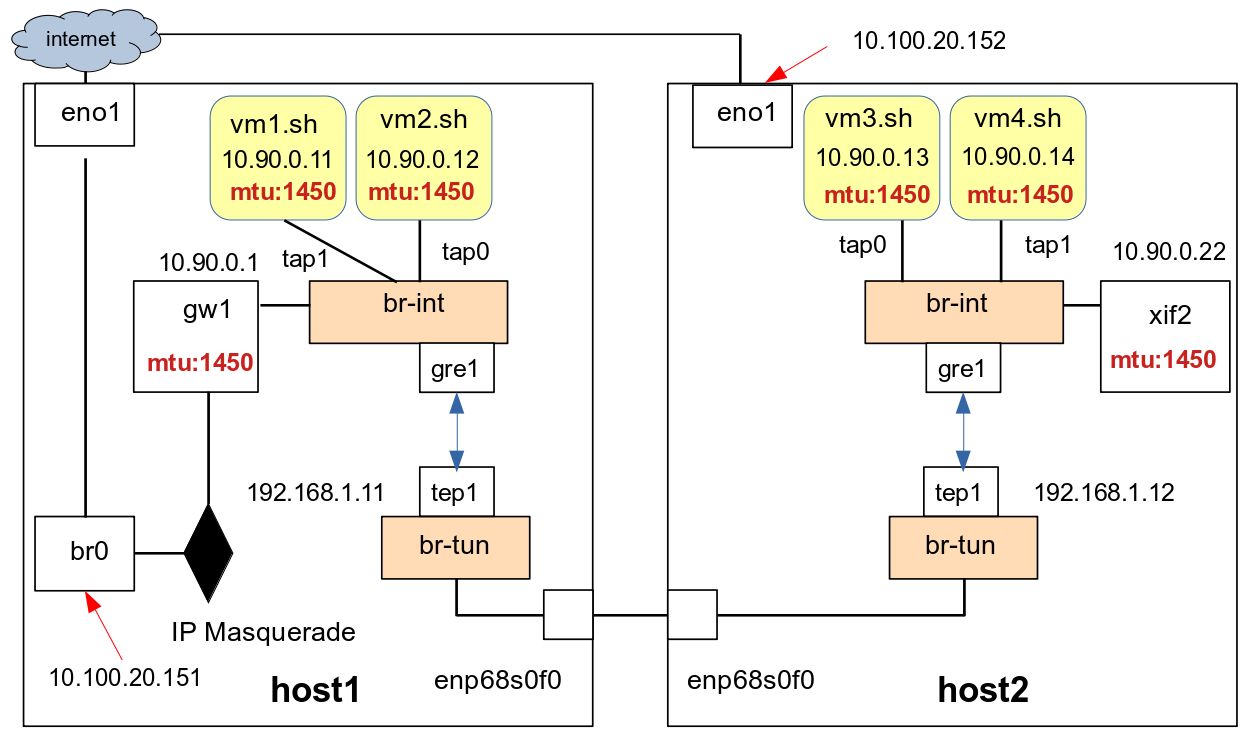 internet
10.100.20.152
eno1
vm1.sh
10.90.0.11
mtu:1450
vm2.sh
10.90.0.12
mtu:1450
tap1
tap0
10.90.0.1
gw1
mtu:1450
br-int
gre1
192.168.1.11
tep1
br-tun
br0
IP Masquerade
10.100.20.151
host1
enp68s0f0
eno1
vm3.sh
10.90.0.13
mtu:1450
vm4.sh
10.90.0.14
mtu:1450
tap0
tap1
10.90.0.22
br-int
xif2
mtu:1450
gre1
tep1
192.168.1.12
br-tun
enp68s0f0
host2